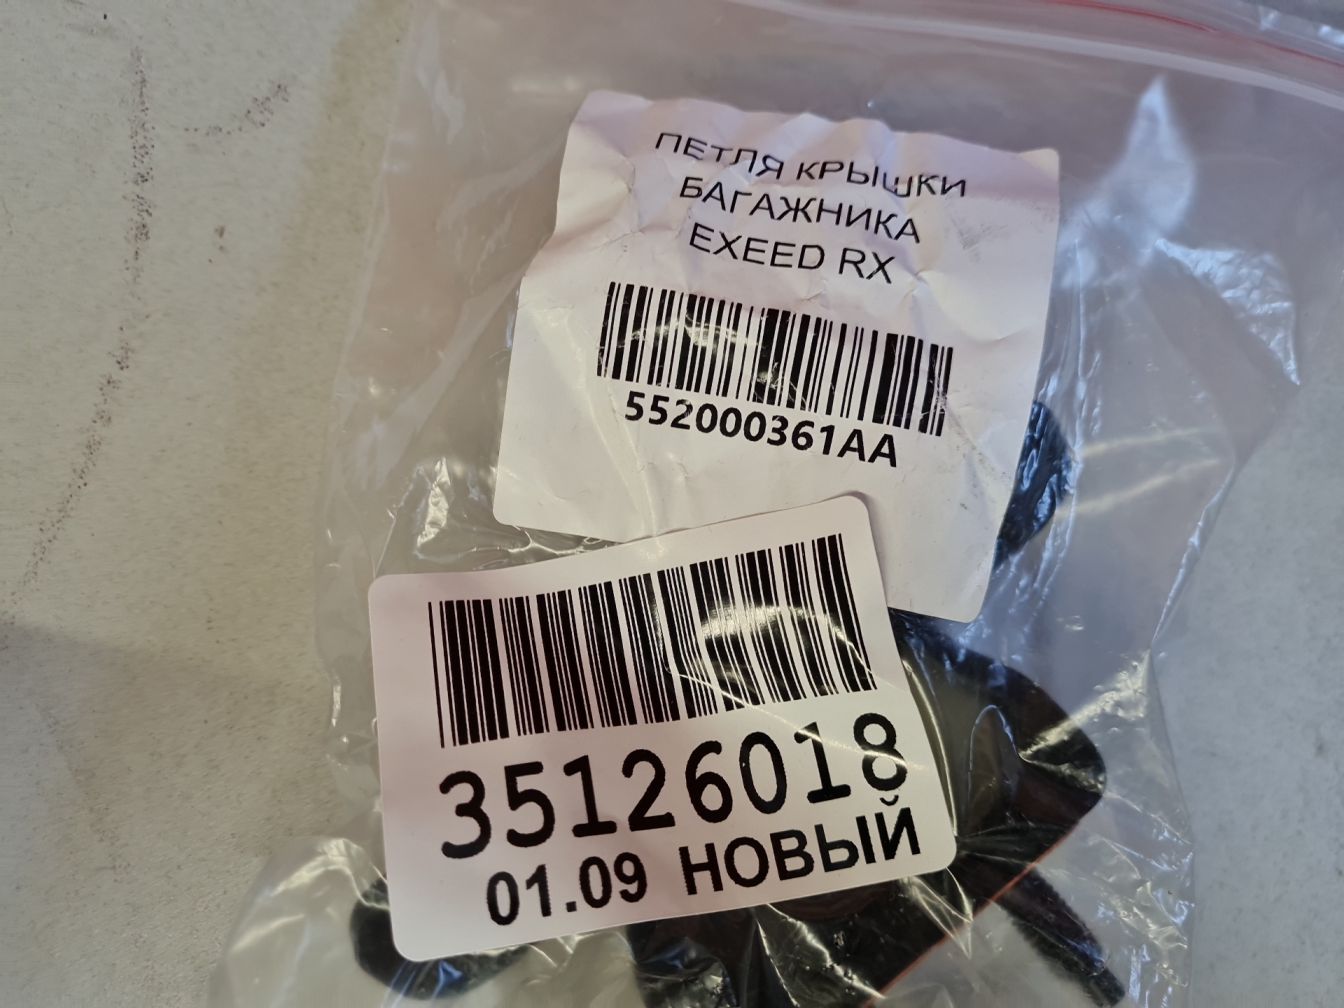 ПЕТЛЯ КРЫШКИ
БАГАЖНИКА
EXEED RX
552000361AA
35126018
01.09 НОВЫЙ